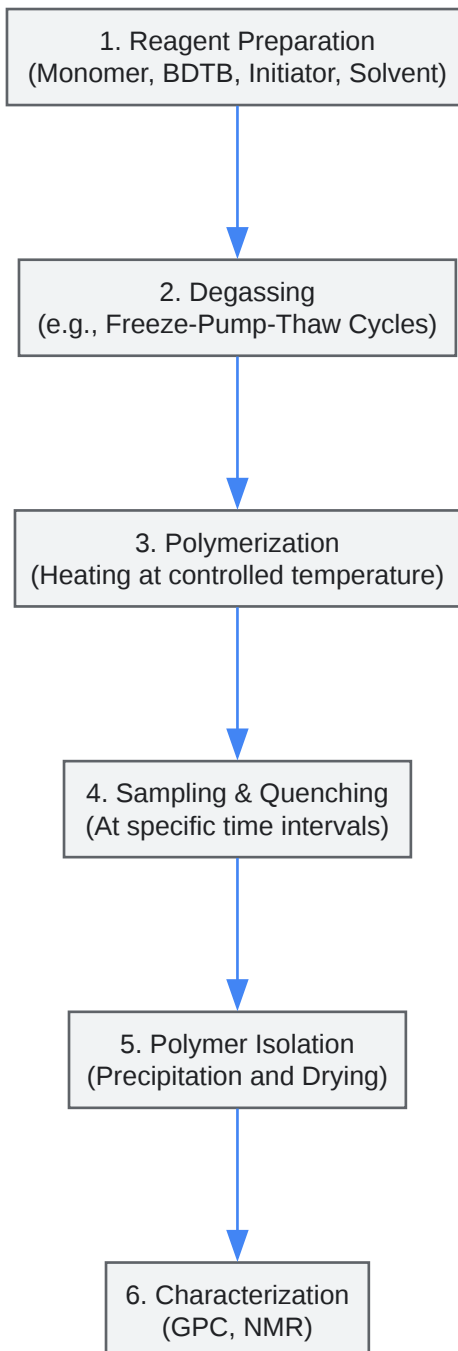 1. Reagent Preparation
(Monomer, BDTB, Initiator, Solvent)
2. Degassing
(e.g., Freeze-Pump-Thaw Cycles)
3. Polymerization
(Heating at controlled temperature)
4. Sampling & Quenching
(At specific time intervals)
5. Polymer Isolation
(Precipitation and Drying)
6. Characterization
(GPC, NMR)